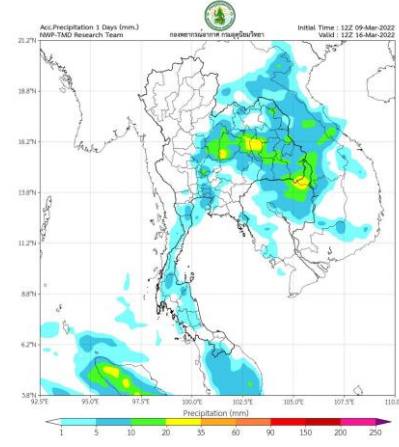 Acc.Precipitation 1 Days (mm.)
NWP-TMD Research Team
กองพยากรณ์อากาศ กรมอุตุนิยมวิทยา
Initial Time : 12Z 09-Mar-2022
Valid : 12Z 16-Mar-2022
21.2°N
18.8°N
16.2°N
13.8°N
11.2°N
8.8°N
6.2°N
3.8°N
92.5°E 95.0°E 97.5°E 100.0°E 102.5°E 105.0°E 107.5°E 110.0
Precipitation (mm)
1 5 10 20 35 60 90 150 200 250